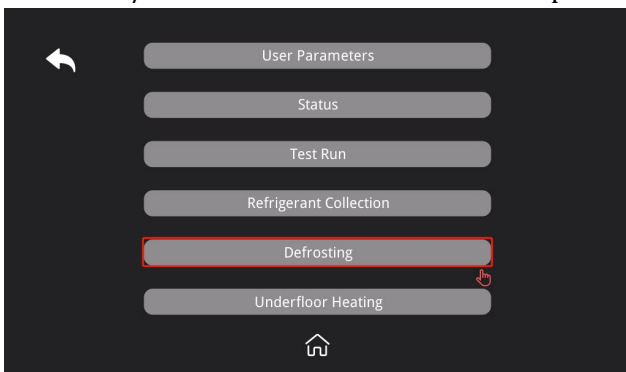 User Parameters
Status
Test Run
Refrigerant Collection
Defrosting
Underfloor Heating